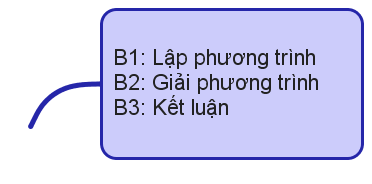 B1: Lập phương trình
B2: Giải phương trình
B3: Kết luận